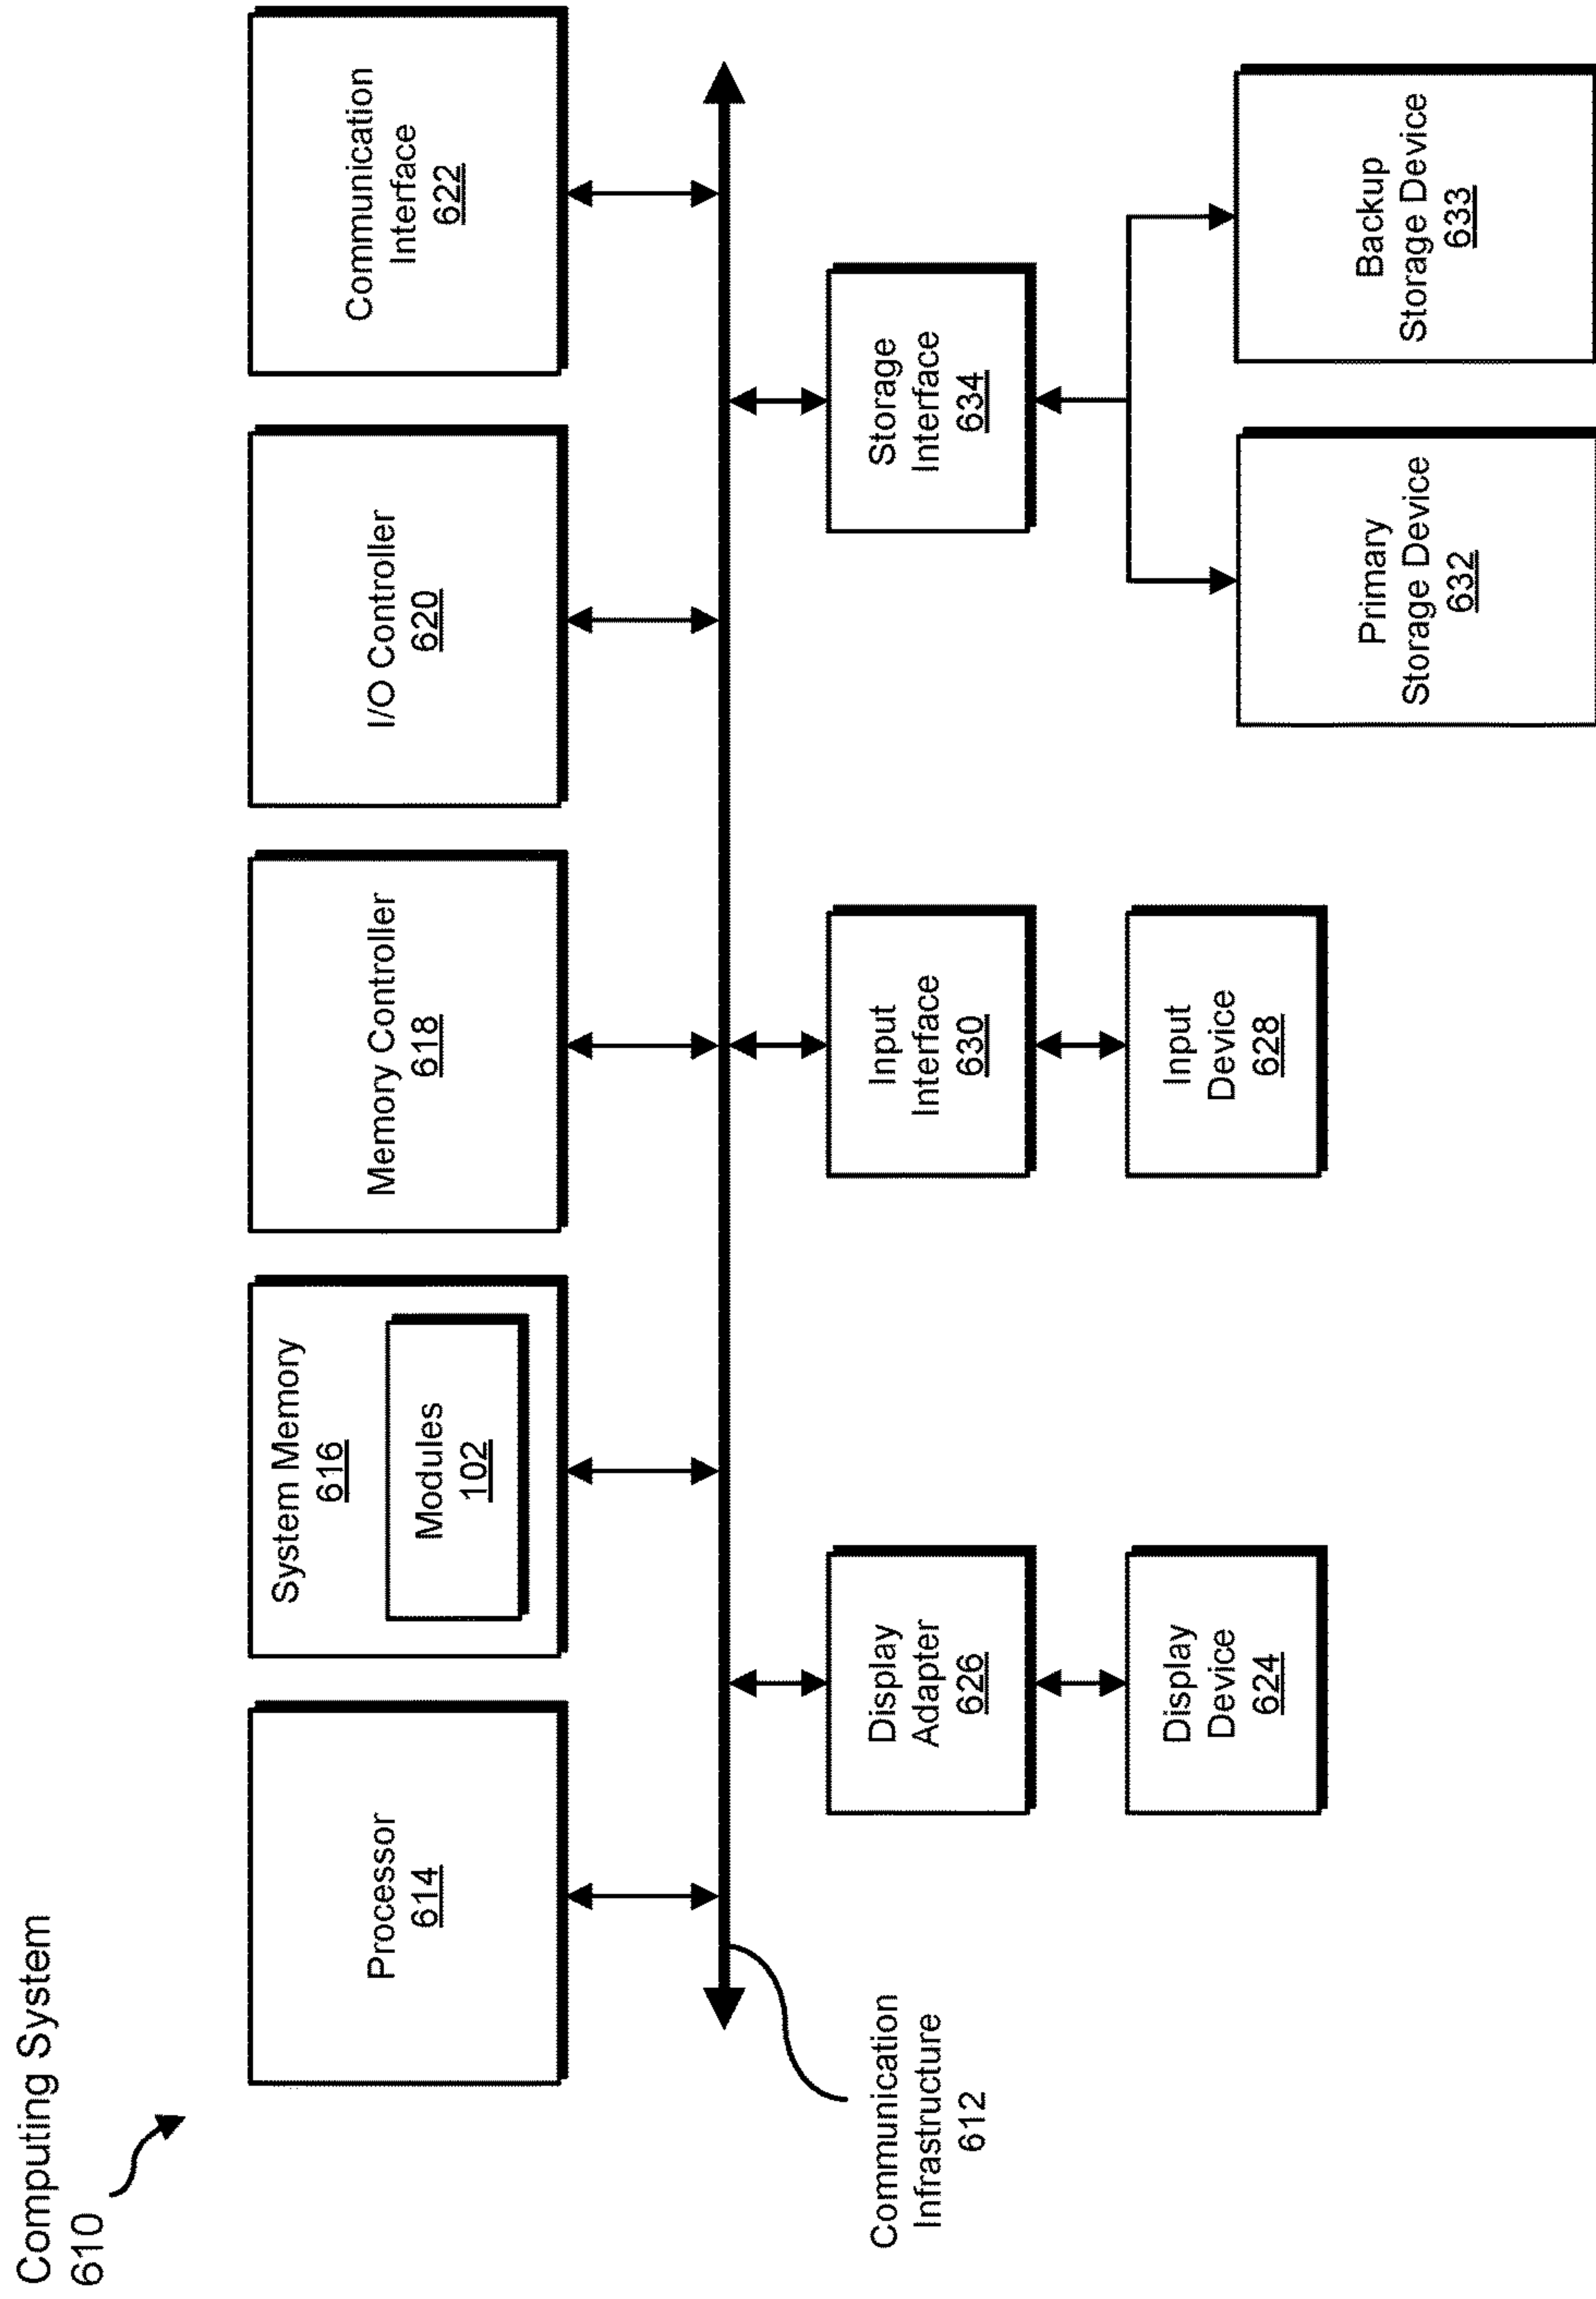 Computing System
610
Processor
614
System Memory
616
Modules
102
Memory Controller
618
I/O Controller
620
Communication
Interface
622
Communication
Infrastructure
612
Display
Adapter
626
Input
Interface
630
Storage
Interface
634
Display
Device
624
Input
Device
628
Primary
Storage Device
632
Backup
Storage Device
633